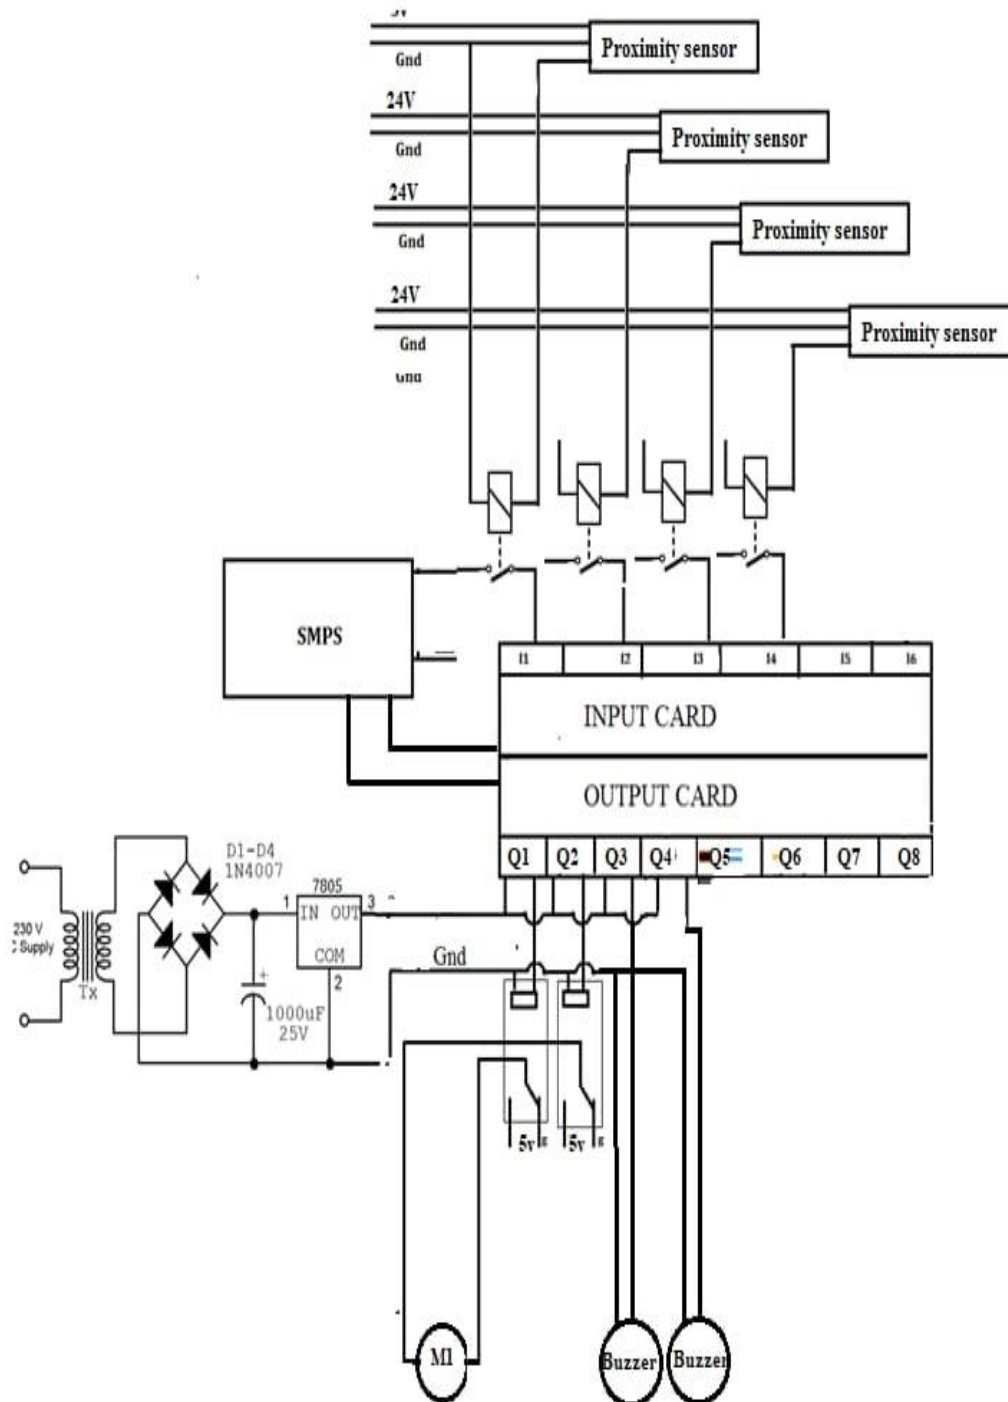 Proximity sensor
Gnd
24V
Proximity sensor
Gnd
24V
Proximity sensor
Gnd
24V
Proximity sensor
Gnd
SMPS
I1 I2 I3 I4 I5 I6
INPUT CARD
OUTPUT CARD
Q1 Q2 Q3 Q4 Q5 Q6 Q7 Q8
D1-D4
1N4007
7805
1 IN OUT 3
COM
2
230 V
Supply
Tx
+
1000uF
25V
Gnd
5v g 5v g
M1
Buzzer Buzzer